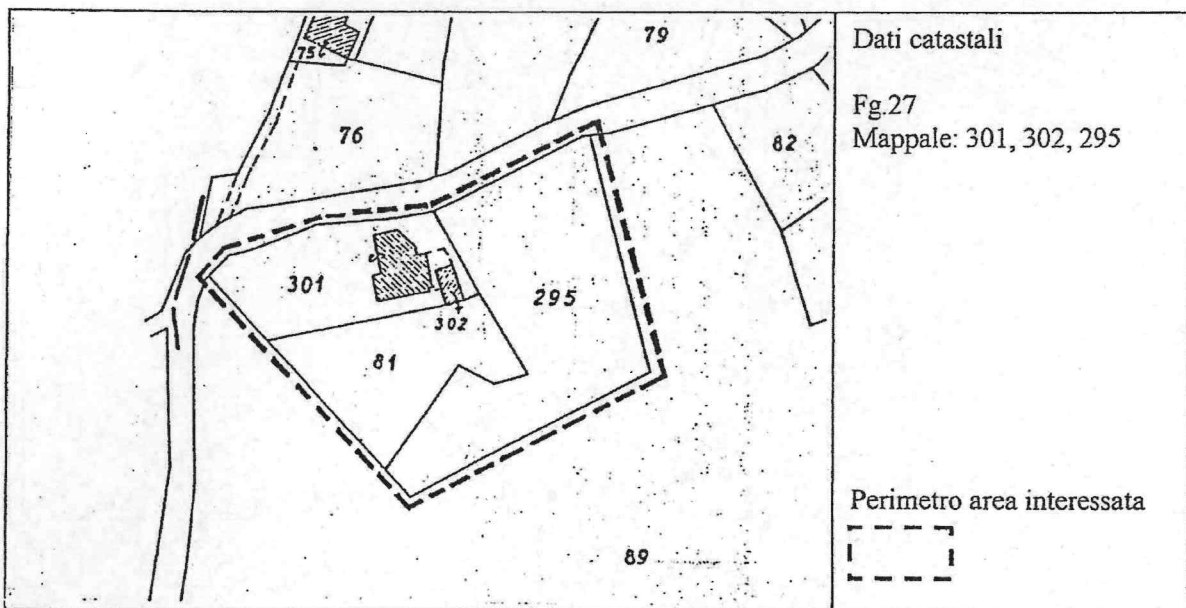 79
75
76
82
301
295
302
81
89
Dati catastali
Fg.27
Mappale: 301, 302, 295
Perimetro area interessata